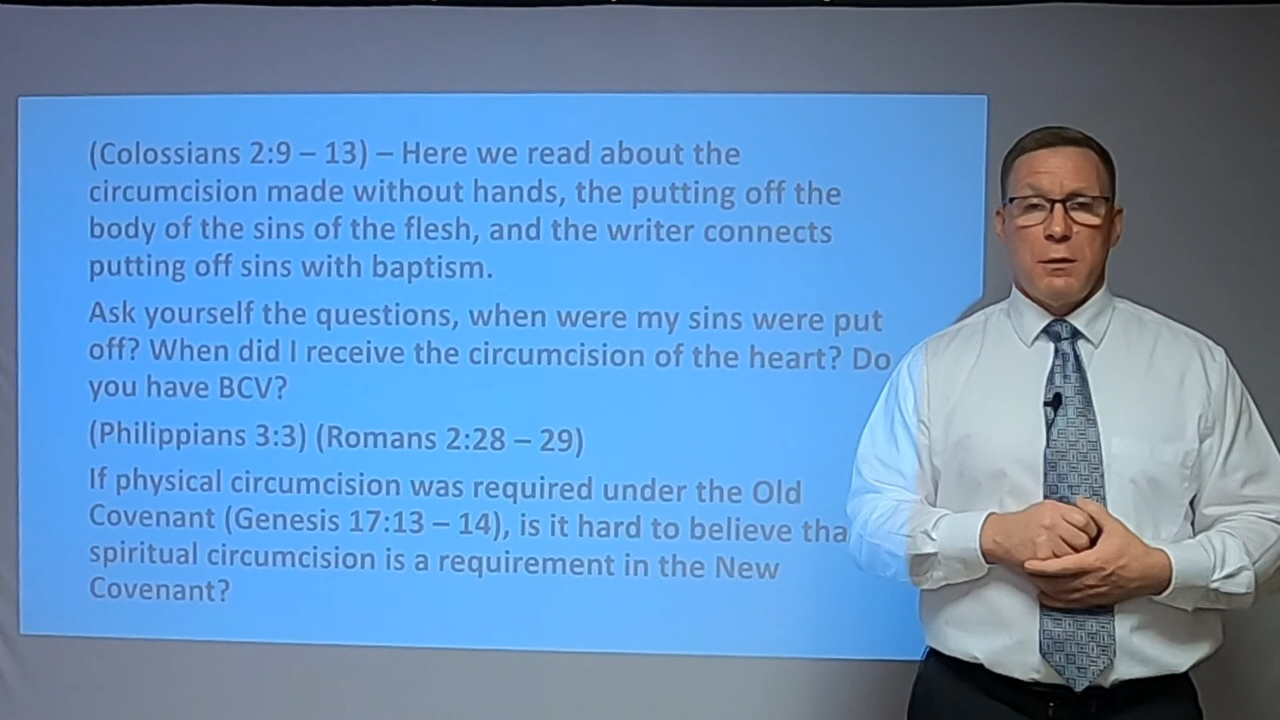 (Colossians 2:9 – 13) – Here we read about the
circumcision made without hands, the putting off the
body of the sins of the flesh, and the writer connects
putting off sins with baptism.
Ask yourself the questions, when were my sins were put
off? When did I receive the circumcision of the heart? Do
you have BCV?
(Philippians 3:3) (Romans 2:28 – 29)
If physical circumcision was required under the Old
Covenant (Genesis 17:13 – 14), is it hard to believe tha
spiritual circumcision is a requirement in the New
Covenant?